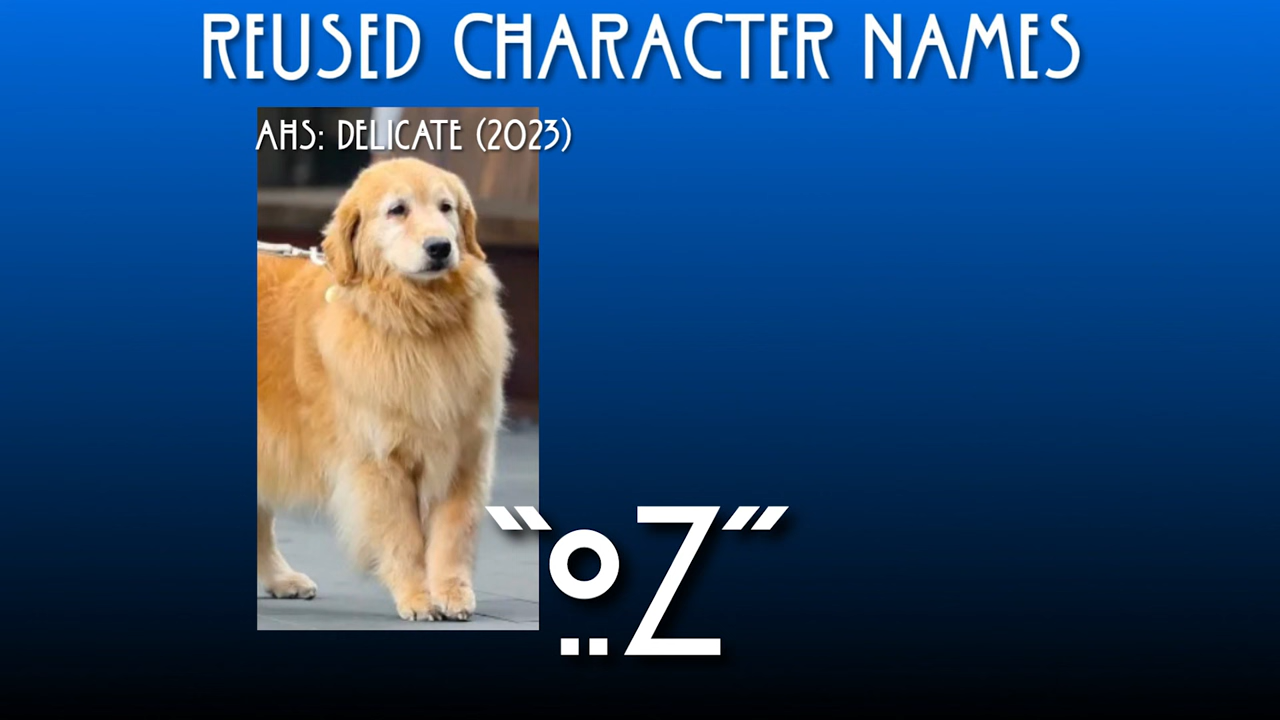 REUSED CHARACTER NAMES
AHS: DELICATE (2023)
"OZ"